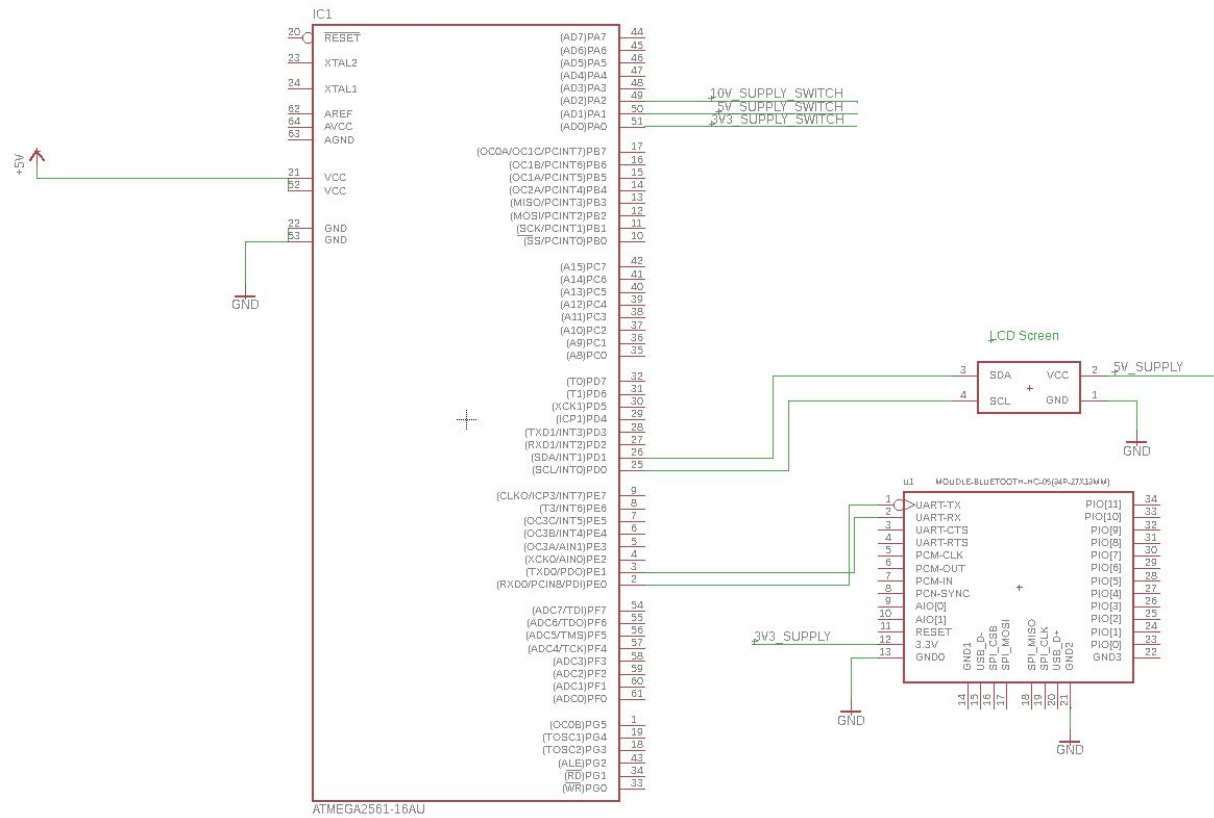 IC1
20 RESET
23 XTAL2
24 XTAL1
62 AREF
64 AVCC
63 AGND
+5V
21 VCC
52 VCC
22 GND
53 GND
GND
(AD7)PA7 44
(AD6)PA6 45
(AD5)PA5 46
(AD4)PA4 47
(AD3)PA3 48
(AD2)PA2 49 10V_SUPPLY_SWITCH
(AD1)PA1 50 5V_SUPPLY_SWITCH
(AD0)PA0 51 3V3_SUPPLY_SWITCH
(OC0A/OC1C/PCINT7)PB7 17
(OC1B/PCINT6)PB6 16
(OC1A/PCINT5)PB5 15
(OC2A/PCINT4)PB4 14
(MISO/PCINT3)PB3 13
(MOSI/PCINT2)PB2 12
(SCK/PCINT1)PB1 11
(SS/PCINT0)PB0 10
(A15)PC7 42
(A14)PC6 41
(A13)PC5 40
(A12)PC4 39
(A11)PC3 38
(A10)PC2 37
(A9)PC1 36
(A8)PC0 35
(T0)PD7 32
(T1)PD6 31
(XCK1)PD5 30
(ICP1)PD4 29
(TXD1/INT3)PD3 28
(RXD1/INT2)PD2 27
(SDA/INT1)PD1 26
(SCL/INT0)PD0 25
(CLKO/ICP3/INT7)PE7 9
(T3/INT6)PE6 8
(OC3C/INT5)PE5 7
(OC3B/INT4)PE4 6
(OC3A/AIN1)PE3 5
(XCK0/AIN0)PE2 4
(TXD0/PDO)PE1 3
(RXD0/PCIN8/PDI)PE0 2
(ADC7/TDI)PF7 54
(ADC6/TDO)PF6 55
(ADC5/TMS)PF5 56
(ADC4/TCK)PF4 57
(ADC3)PF3 58
(ADC2)PF2 59
(ADC1)PF1 60
(ADC0)PF0 61
(OC0B)PG5 1
(TOSC1)PG4 19
(TOSC2)PG3 18
(ALE)PG2 43
(RD)PG1 34
(WR)PG0 33
ATMEGA2561-16AU
LCD Screen
3 SDA VCC 2 5V_SUPPLY
4 SCL GND 1
GND
u1 MOUDLE-BLUETOOTH-HC-05(34P-27X13MM)
1 UART-TX PIO[11] 34
2 UART-RX PIO[10] 33
3 UART-CTS PIO[9] 32
4 UART-RTS PIO[8] 31
5 PCM-CLK PIO[7] 30
6 PCM-OUT PIO[6] 29
7 PCM-IN PIO[5] 28
8 PCN-SYNC PIO[4] 27
9 AIO[0] PIO[3] 26
10 AIO[1] PIO[2] 25
11 RESET PIO[1] 24
3V3_SUPPLY 12 3.3V PIO[0] 23
13 GND0 GND3 22
GND1 USB_D- SPI_CSB SPI_MOSI SPI_MISO SPI_CLK USB_D+ GND2
14 15 16 17 18 19 20 21
GND
GND